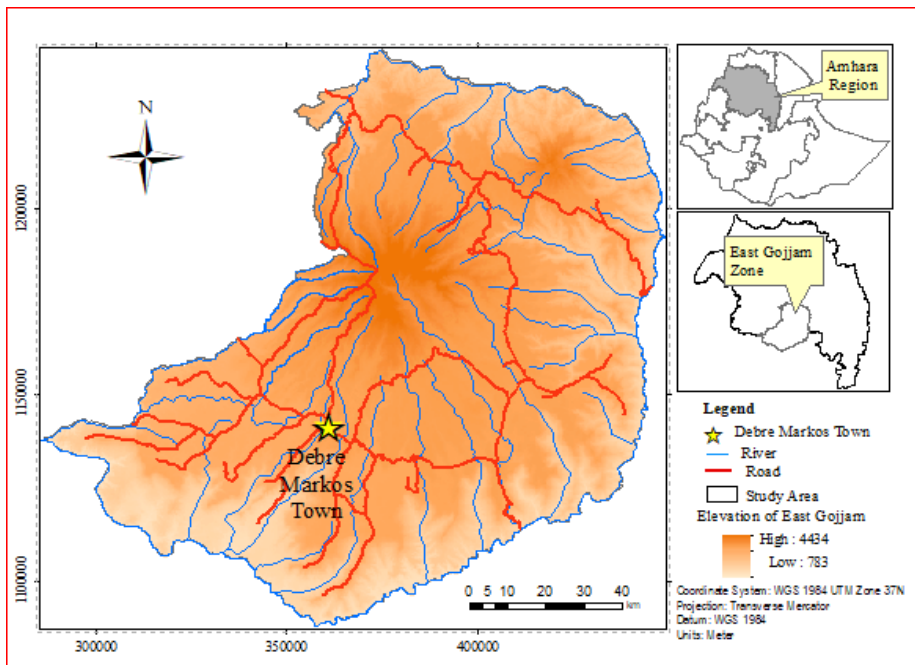 N
Amhara
Region
East Gojjam
Zone
1200000
1150000
1100000
Debre
Markos
Town
0 5 10 20 30 40
km
300000 350000 400000
Legend
Debre Markos Town
River
Road
Study Area
Elevation of East Gojjam
High : 4434
Low : 783
Coordinate System: WGS 1984 UTM Zone 37N
Projection: Transverse Mercator
Datum: WGS 1984
Units: Meter